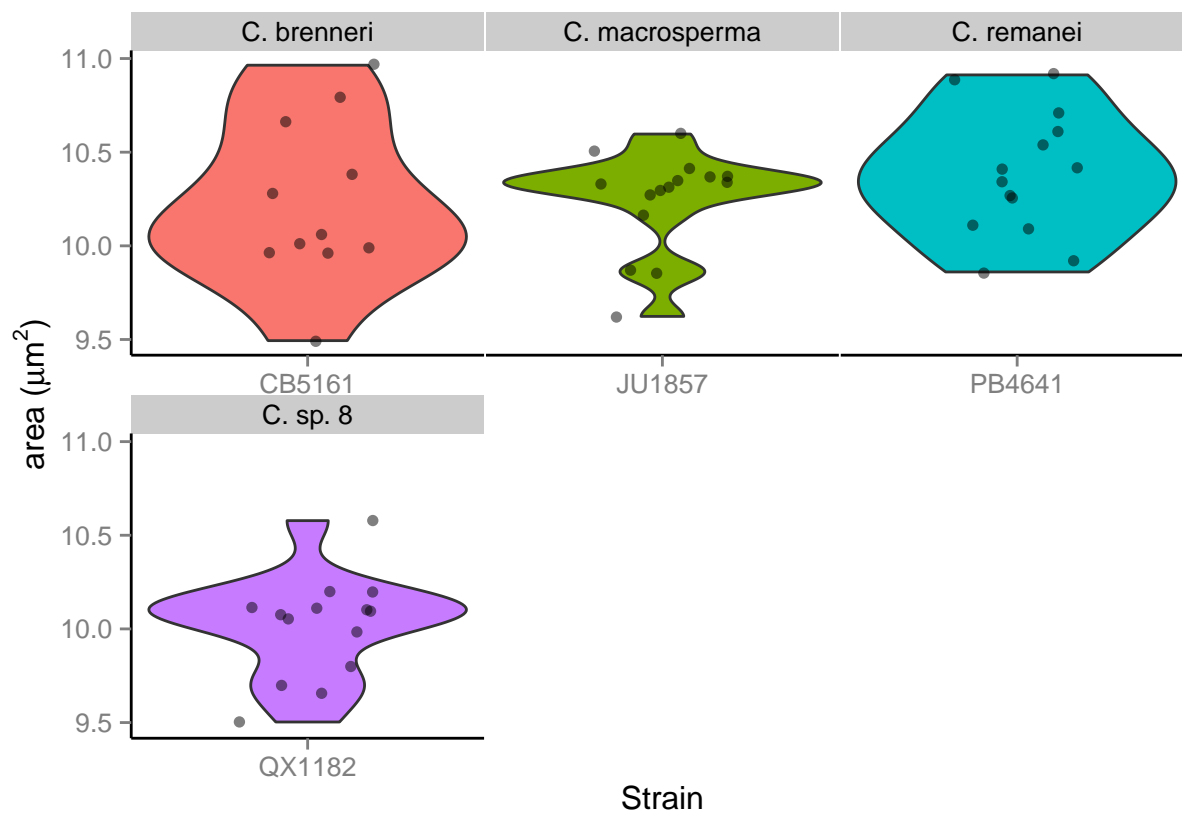 C. brenneri
C. macrosperma
C. remanei
11.0
10.5
10.0
9.5
CB5161
JU1857
PB4641
area (µm²)
C. sp. 8
11.0
10.5
10.0
9.5
QX1182
Strain